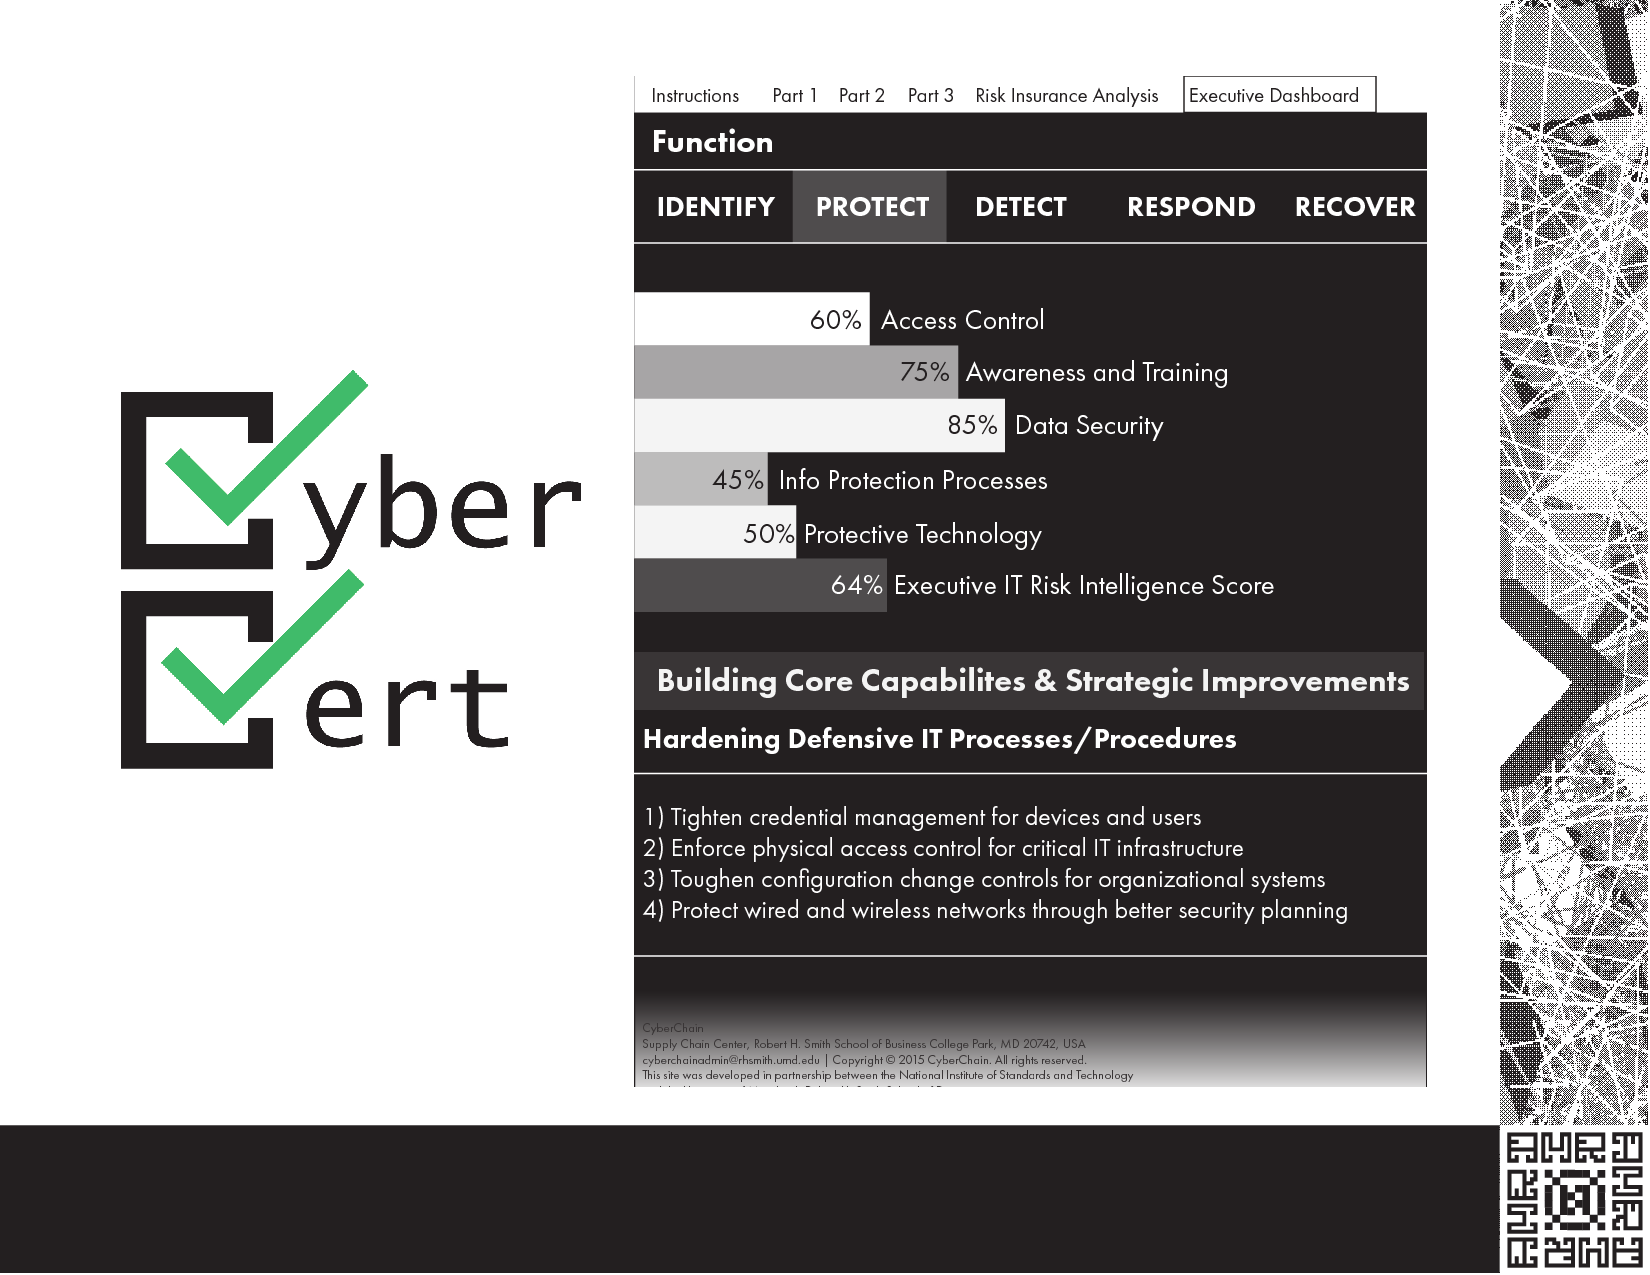 Cyber
Cert
Instructions Part 1 Part 2 Part 3 Risk Insurance Analysis Executive Dashboard
Function
IDENTIFY PROTECT DETECT RESPOND RECOVER
60% Access Control
75% Awareness and Training
85% Data Security
45% Info Protection Processes
50% Protective Technology
64% Executive IT Risk Intelligence Score
Building Core Capabilites & Strategic Improvements
Hardening Defensive IT Processes/Procedures
1) Tighten credential management for devices and users
2) Enforce physical access control for critical IT infrastructure
3) Toughen configuration change controls for organizational systems
4) Protect wired and wireless networks through better security planning
CyberChain
Supply Chain Center, Robert H. Smith School of Business College Park, MD 20742, USA
cyberchainadmin@rhsmith.umd.edu | Copyright © 2015 CyberChain. All rights reserved.
This site was developed in partnership between the National Institute of Standards and Technology